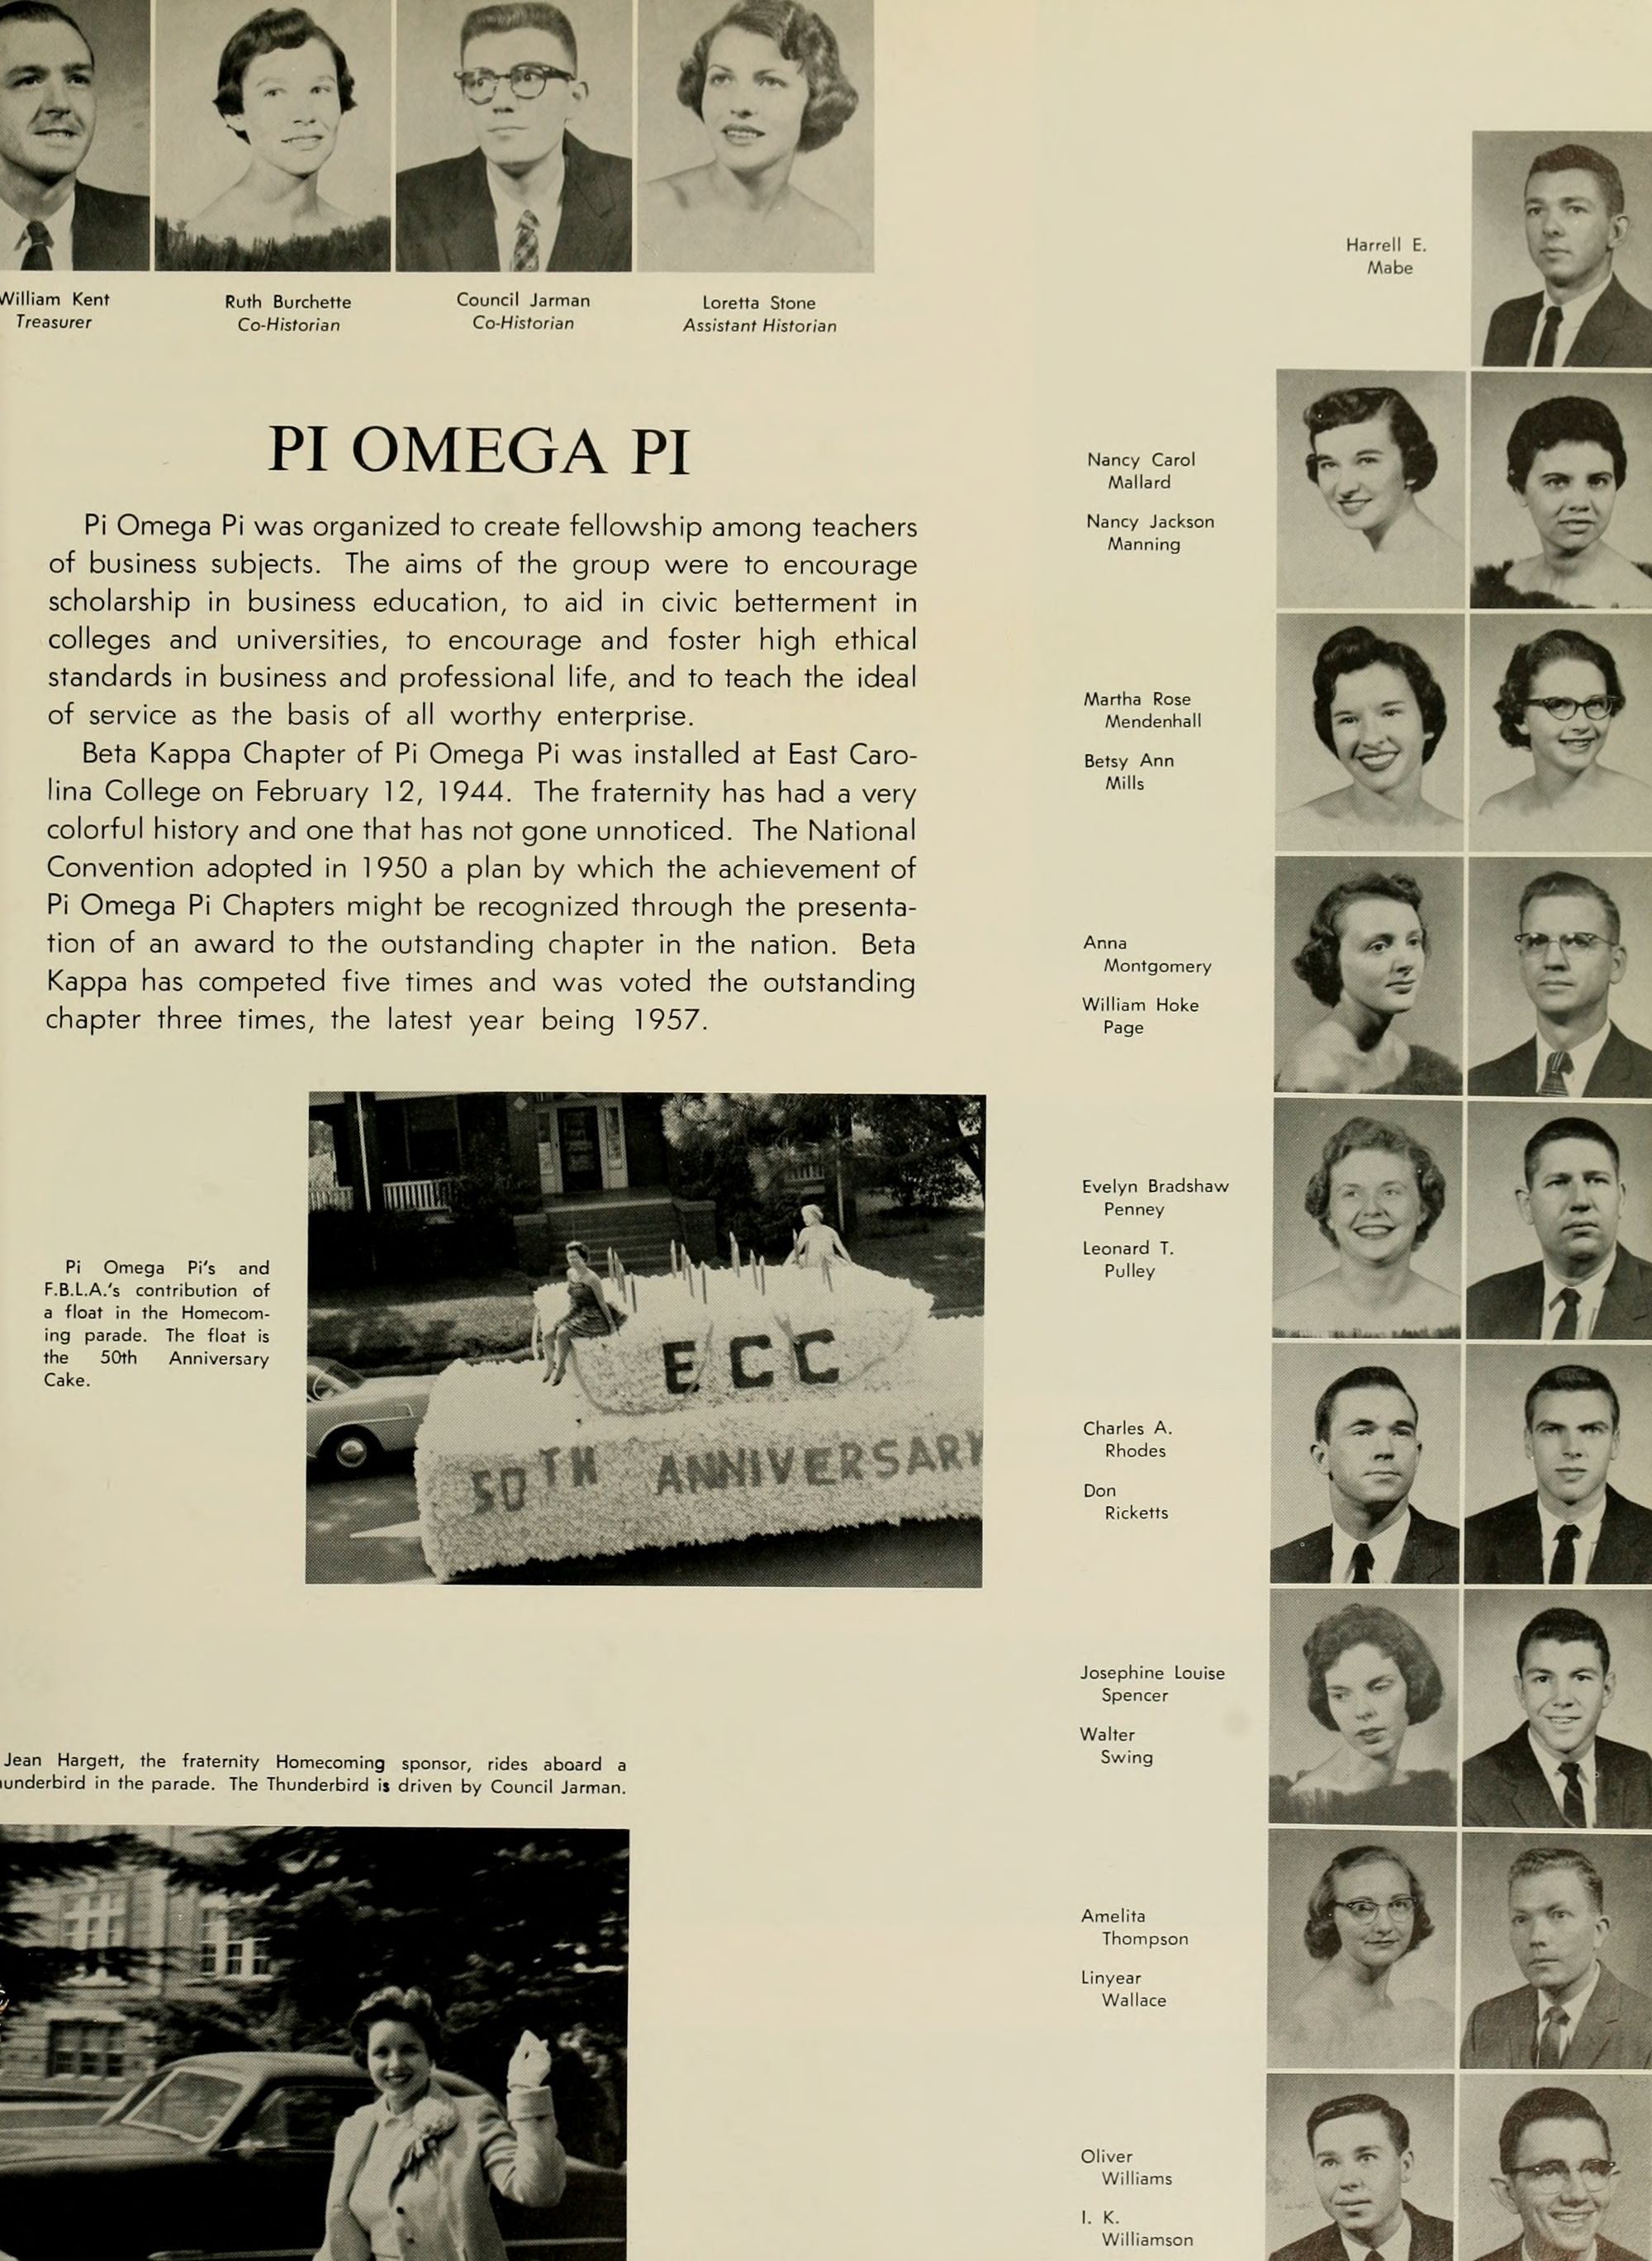 William Kent
Treasurer
Ruth Burchette
Co-Historian
Council Jarman
Co-Historian
Loretta Stone
Assistant Historian
PI OMEGA PI
Pi Omega Pi was organized to create fellowship among teachers
of business subjects. The aims of the group were to encourage
scholarship in business education, to aid in civic betterment in
colleges and universities, to encourage and foster high ethical
standards in business and professional life, and to teach the ideal
of service as the basis of all worthy enterprise.
Beta Kappa Chapter of Pi Omega Pi was installed at East Caro-
lina College on February 12, 1944. The fraternity has had a very
colorful history and one that has not gone unnoticed. The National
Convention adopted in 1950 a plan by which the achievement of
Pi Omega Pi Chapters might be recognized through the presenta-
tion of an award to the outstanding chapter in the nation. Beta
Kappa has competed five times and was voted the outstanding
chapter three times, the latest year being 1957.
Pi Omega Pi's and
F.B.L.A.'s contribution of
a float in the Homecom-
ing parade. The float is
the 50th Anniversary
Cake.
ECC
50TH ANNIVERSARY
Jean Hargett, the fraternity Homecoming sponsor, rides aboard a
underbird in the parade. The Thunderbird is driven by Council Jarman.
Harrell E.
Mabe
Nancy Carol
Mallard
Nancy Jackson
Manning
Martha Rose
Mendenhall
Betsy Ann
Mills
Anna
Montgomery
William Hoke
Page
Evelyn Bradshaw
Penney
Leonard T.
Pulley
Charles A.
Rhodes
Don
Ricketts
Josephine Louise
Spencer
Walter
Swing
Amelita
Thompson
Linyear
Wallace
Oliver
Williams
I. K.
Williamson